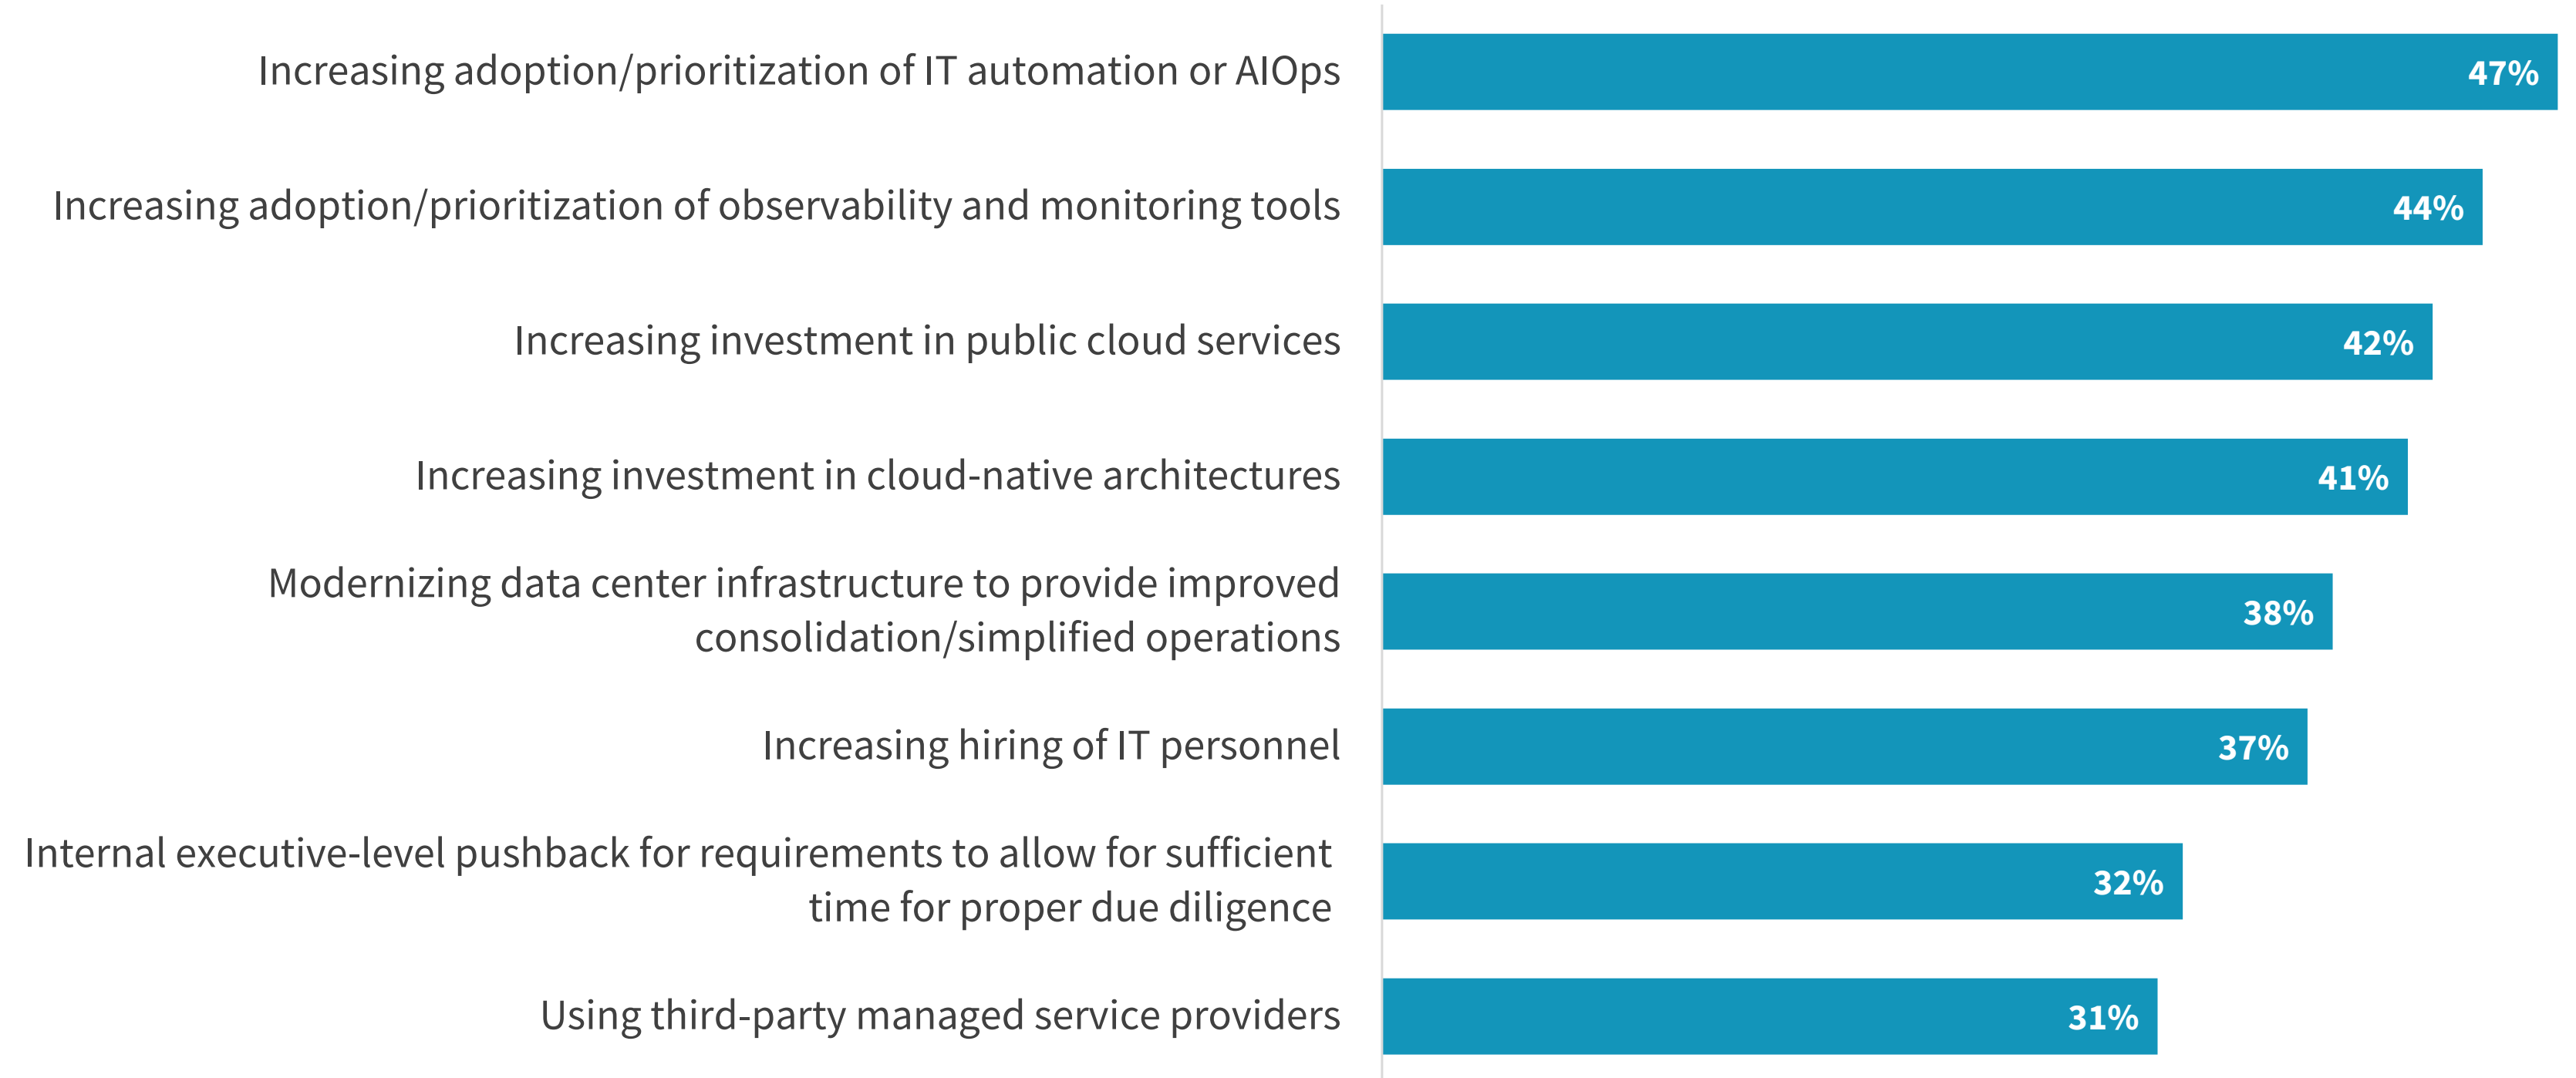 Increasing adoption/prioritization of IT automation or AIOps
47%
Increasing adoption/prioritization of observability and monitoring tools
44%
Increasing investment in public cloud services
42%
Increasing investment in cloud-native architectures
41%
Modernizing data center infrastructure to provide improved
consolidation/simplified operations
38%
Increasing hiring of IT personnel
37%
Internal executive-level pushback for requirements to allow for sufficient
time for proper due diligence
32%
Using third-party managed service providers
31%